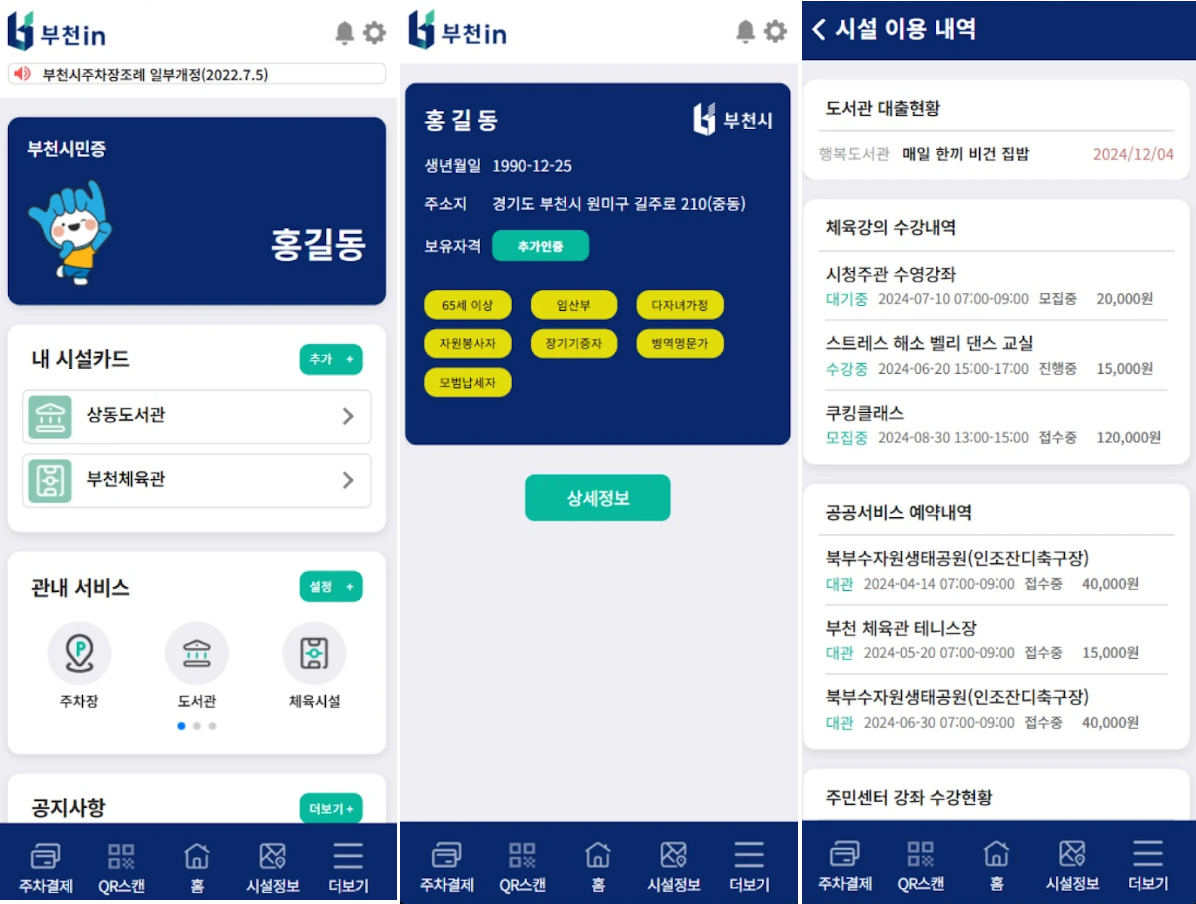 부천in
부천시주차장조례 일부개정(2022.7.5)
부천시민증
홍길동
내 시설카드
추가 +
상동도서관
부천체육관
관내 서비스
설정 +
주차장
도서관
체육시설
공지사항
더보기 +
주차결제
QR스캔
홈
시설정보
더보기
부천in
홍길동
부천시
생년월일 1990-12-25
주소지 경기도 부천시 원미구 길주로 210(중동)
보유자격 추가인증
65세 이상
임산부
다자녀가정
자원봉사자
장기기증자
병역명문가
모범납세자
상세정보
주차결제
QR스캔
홈
시설정보
더보기
시설 이용 내역
도서관 대출현황
행복도서관 매일 한끼 비건 집밥 2024/12/04
체육강의 수강내역
시청주관 수영강좌
대기중 2024-07-10 07:00-09:00 모집중 20,000원
스트레스 해소 벨리 댄스 교실
수강중 2024-06-20 15:00-17:00 진행중 15,000원
쿠킹클래스
모집중 2024-08-30 13:00-15:00 접수중 120,000원
공공서비스 예약내역
북부수자원생태공원(인조잔디축구장)
대관 2024-04-14 07:00-09:00 접수중 40,000원
부천 체육관 테니스장
대관 2024-05-20 07:00-09:00 접수중 15,000원
북부수자원생태공원(인조잔디축구장)
대관 2024-06-30 07:00-09:00 접수중 40,000원
주민센터 강좌 수강현황
주차결제
QR스캔
홈
시설정보
더보기